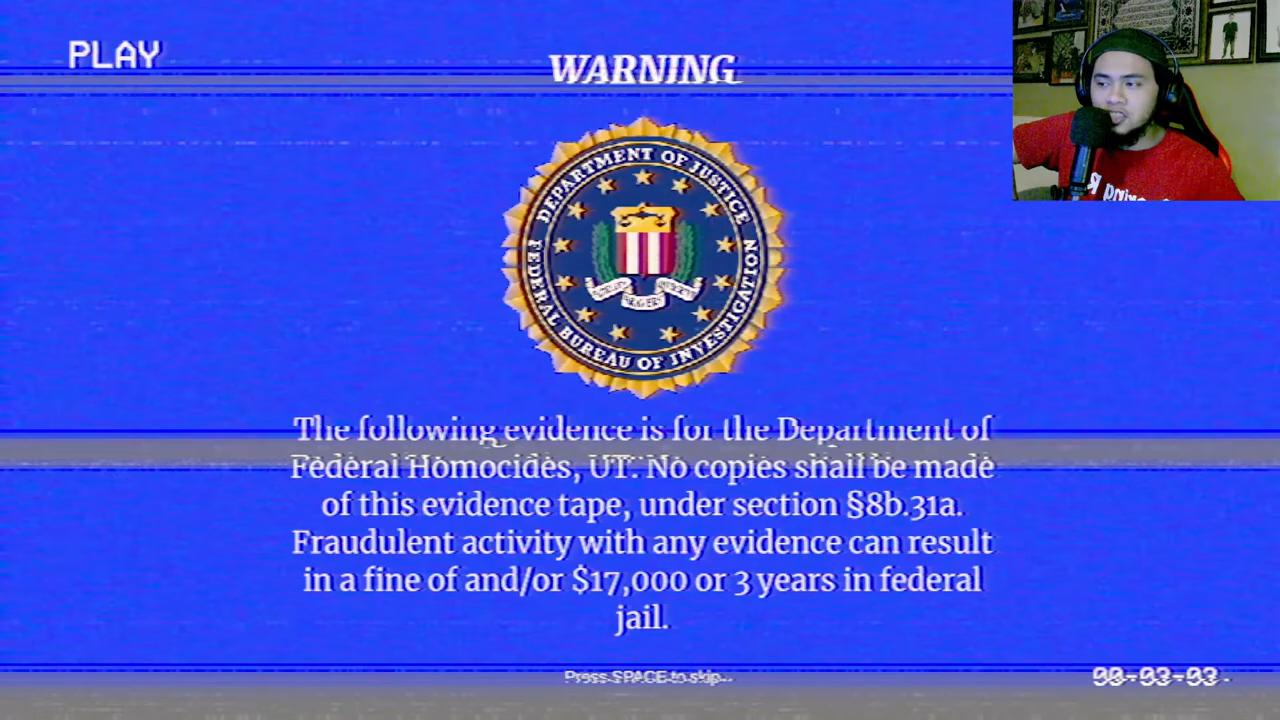 PLAY
WARNING
DEPARTMENT OF JUSTICE
FEDERAL BUREAU OF INVESTIGATION
The following evidence is for the Department of
Federal Homocides, UT. No copies shall be made
of this evidence tape, under section §8b.31a.
Fraudulent activity with any evidence can result
in a fine of and/or $17,000 or 3 years in federal
jail.
Press SPACE to skip...
00-03-03